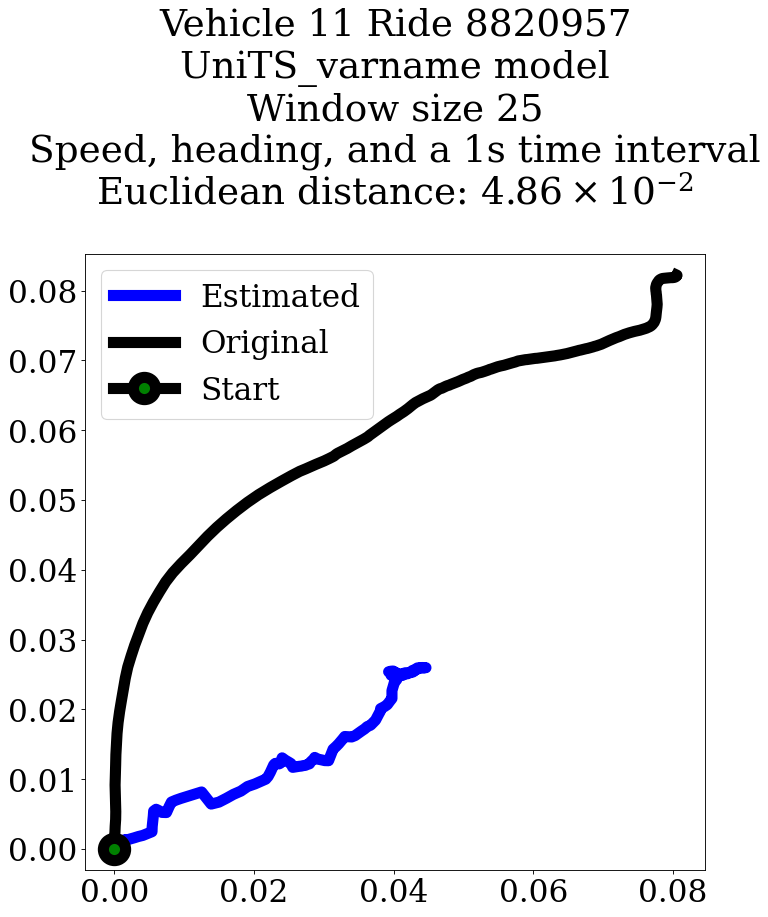 Vehicle 11 Ride 8820957
UniTS_varname model
Window size 25
Speed, heading, and a 1s time interval
Euclidean distance: 4.86 × 10⁻²
Estimated
Original
Start
0.08
0.07
0.06
0.05
0.04
0.03
0.02
0.01
0.00
0.00 0.02 0.04 0.06 0.08